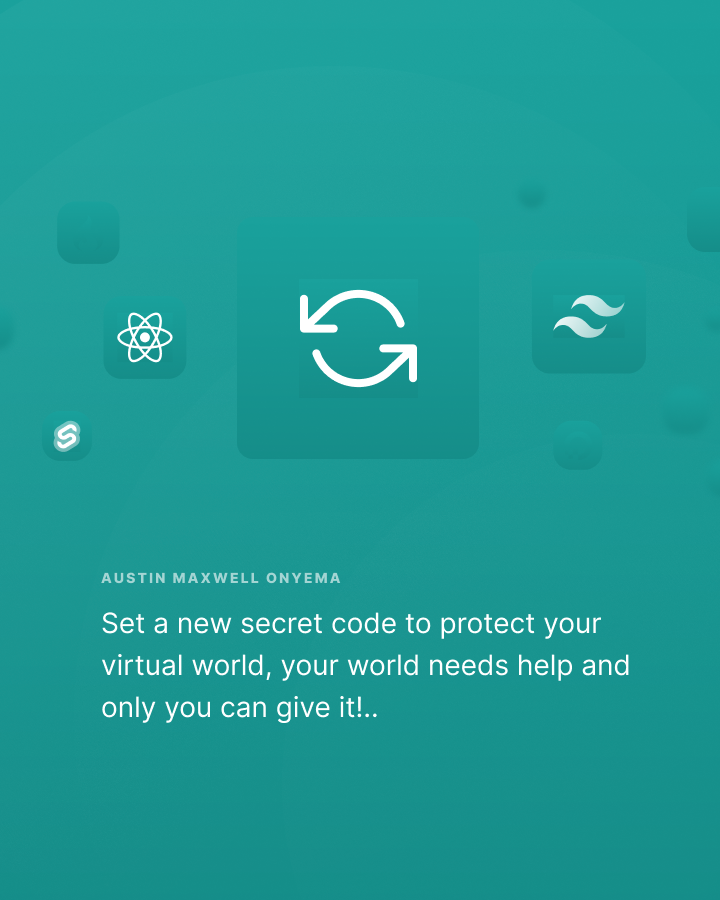 AUSTIN MAXWELL ONYEMA
Set a new secret code to protect your
virtual world, your world needs help and
only you can give it!..